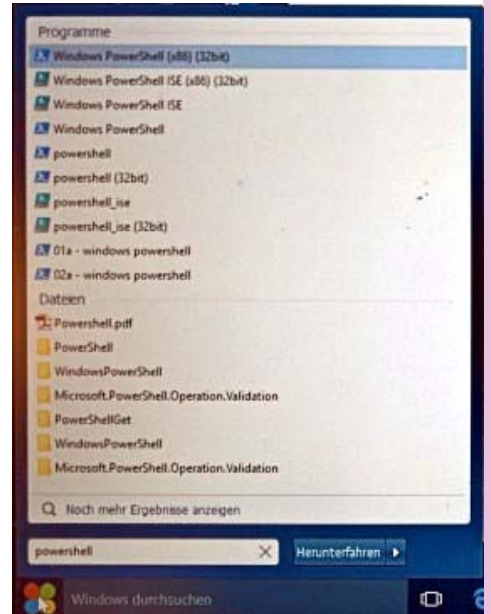 Programme
Windows PowerShell (x86) (32bit)
Windows PowerShell ISE (x86) (32bit)
Windows PowerShell ISE
Windows PowerShell
powershell
powershell (32bit)
powershell_ise
powershell_ise (32bit)
01a - windows powershell
02a - windows powershell
Dateien
Powershell.pdf
PowerShell
WindowsPowerShell
Microsoft.PowerShell.Operation.Validation
PowerShellGet
WindowsPowerShell
Microsoft.PowerShell.Operation.Validation
Noch mehr Ergebnisse anzeigen
powershell
Herunterfahren
Windows durchsuchen